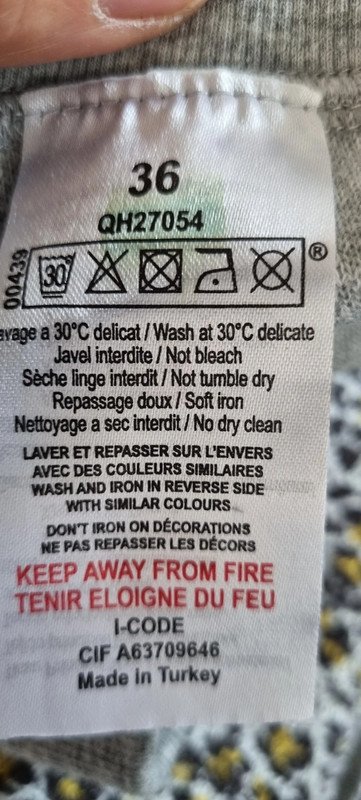 36
QH27054
00439
30
®
avage a 30°C delicat / Wash at 30°C delicate
Javel interdite / Not bleach
Sèche linge interdit / Not tumble dry
Repassage doux / Soft iron
Nettoyage a sec interdit / No dry clean
LAVER ET REPASSER SUR L'ENVERS
AVEC DES COULEURS SIMILAIRES
WASH AND IRON IN REVERSE SIDE
WITH SIMILAR COLOURS
DON'T IRON ON DÉCORATIONS
NE PAS REPASSER LES DÉCORS
KEEP AWAY FROM FIRE
TENIR ELOIGNE DU FEU
I-CODE
CIF A63709646
Made in Turkey